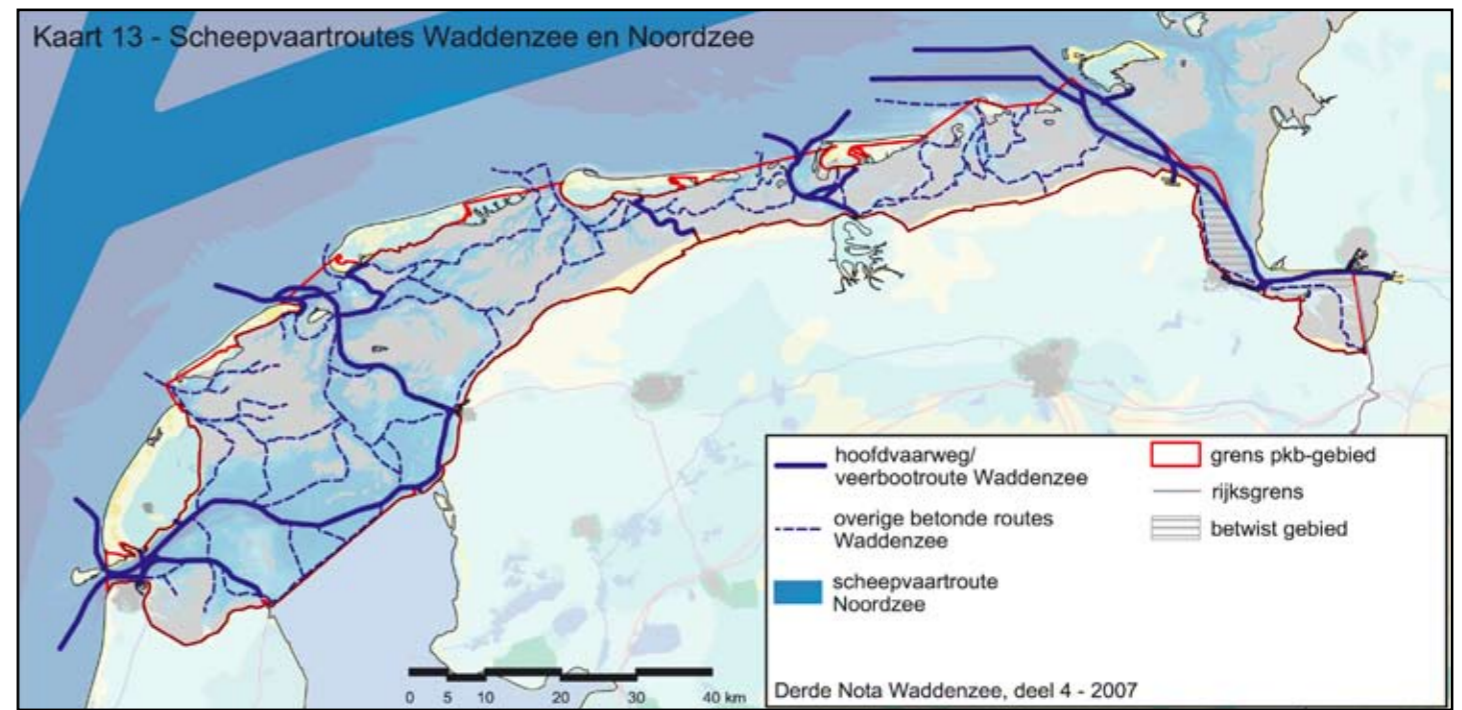 Kaart 13 - Scheepvaartroutes Waddenzee en Noordzee
hoofdvaarweg/
veerbootroute Waddenzee
overige betonde routes
Waddenzee
scheepvaartroute
Noordzee
grens pkb-gebied
rijksgrens
betwist gebied
0 5 10 20 30 40 km
Derde Nota Waddenzee, deel 4 - 2007